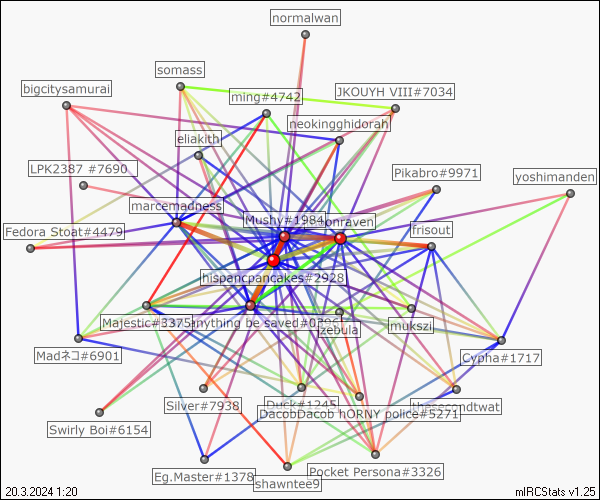 normalwan
somass
bigcitysamurai
JKOUYH VIII#7034
ming#4742
neokingghidorah
eliakith
LPK2387 #7690
Pikabro#9971
yoshimanden
marcemadness
Mushy#1984
onraven
Fedora Stoat#4479
frisout
hispancpancakes#2928
Majestic#3375
anything be saved
zebula
mukszi
Madネコ#6901
Cypha#1717
Silver#7938
Duck#1245
thesecondtwat
DacobDacob hORNY police#5271
Swirly Boi#6154
Eg.Master#1378
Pocket Persona#3326
shawntee9
20.3.2024 1:20
mIRCStats v1.25